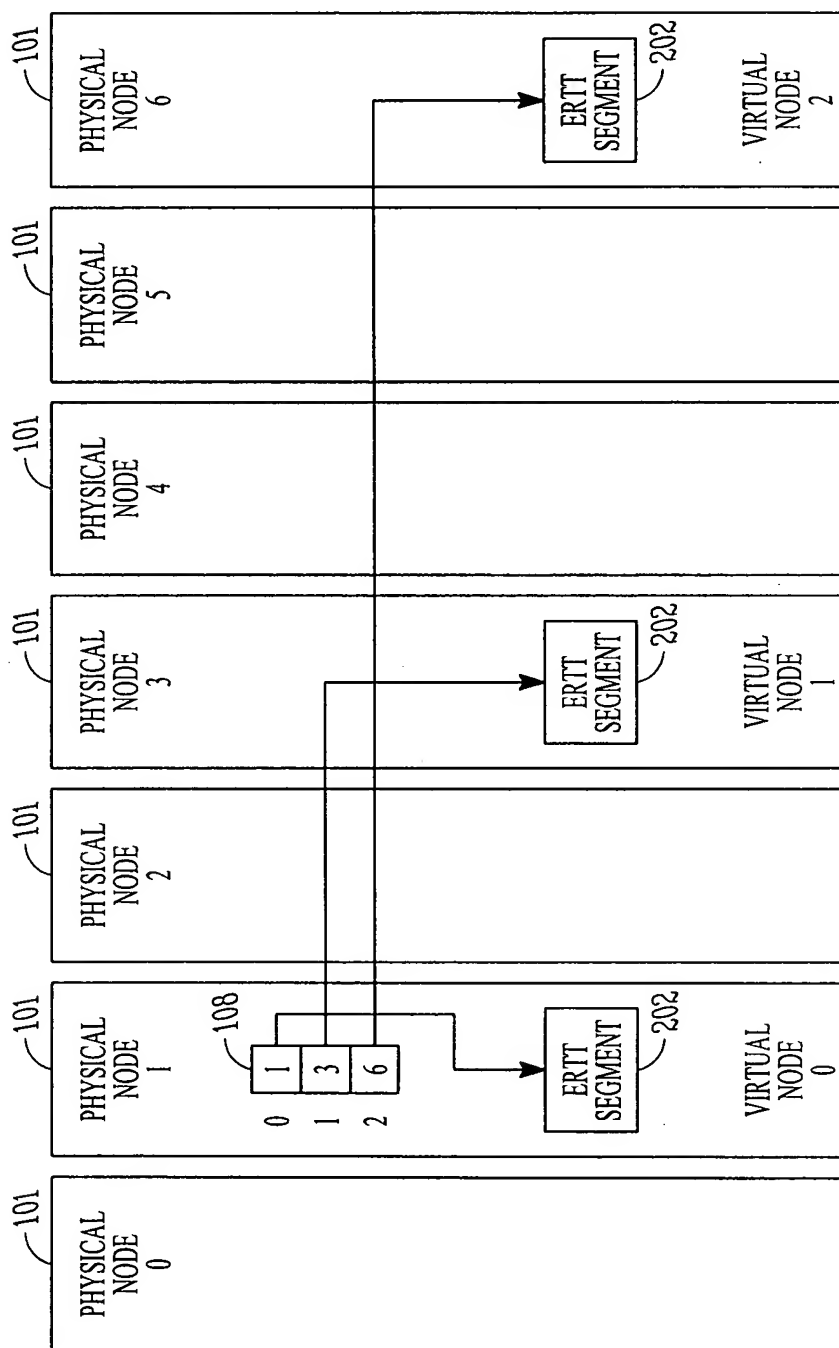 101
PHYSICAL
NODE
0
101
PHYSICAL
NODE
1
108
0
1
1
3
2
6
ERTT
SEGMENT
202
VIRTUAL
NODE
0
101
PHYSICAL
NODE
2
101
PHYSICAL
NODE
3
ERTT
SEGMENT
202
VIRTUAL
NODE
1
101
PHYSICAL
NODE
4
101
PHYSICAL
NODE
5
101
PHYSICAL
NODE
6
ERTT
SEGMENT
202
VIRTUAL
NODE
2